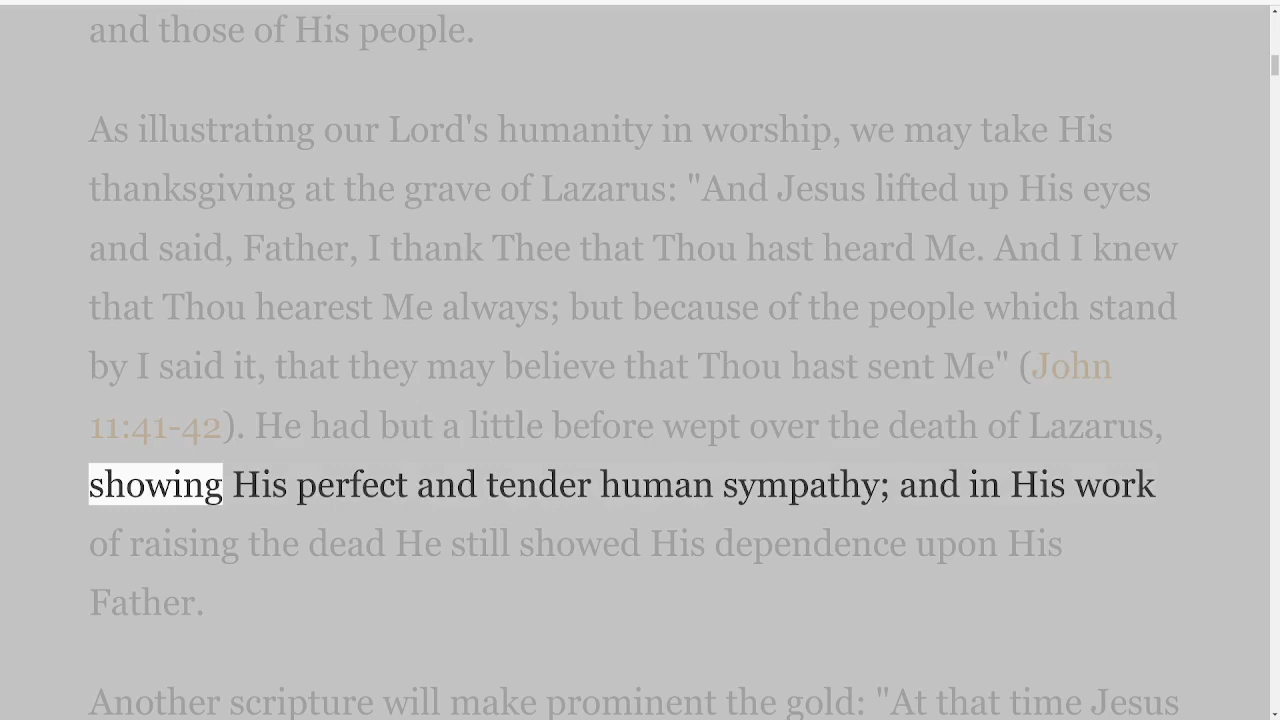 and those of His people.
As illustrating our Lord's humanity in worship, we may take His
thanksgiving at the grave of Lazarus: "And Jesus lifted up His eyes
and said, Father, I thank Thee that Thou hast heard Me. And I knew
that Thou hearest Me always; but because of the people which stand
by I said it, that they may believe that Thou hast sent Me" (John
11:41-42). He had but a little before wept over the death of Lazarus,
showing His perfect and tender human sympathy; and in His work
of raising the dead He still showed His dependence upon His
Father.
Another scripture will make prominent the gold: "At that time Jesus